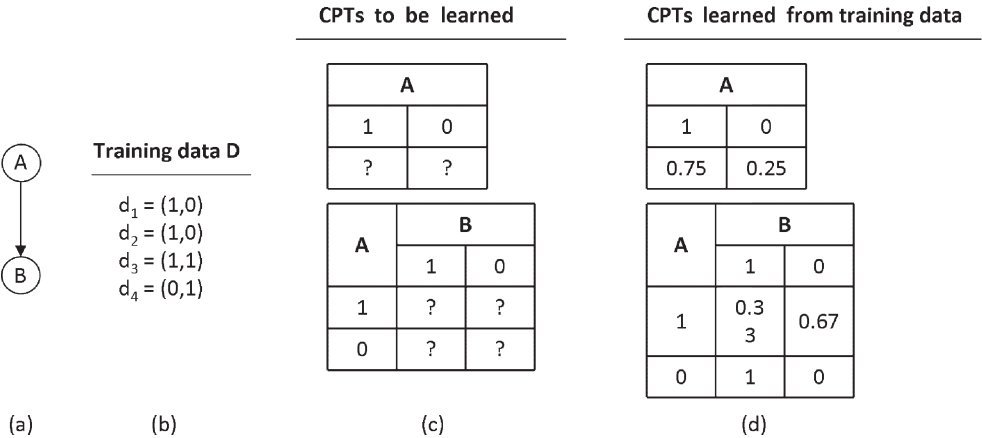 CPTs to be learned
CPTs learned from training data
A
B
Training data D
d1 = (1,0)
d2 = (1,0)
d3 = (1,1)
d4 = (0,1)
A
1 0
? ?
A B
1 0
1 ? ?
0 ? ?
A
1 0
0.75 0.25
A B
1 0
1 0.3 0.67
3
0 1 0
(a) (b) (c) (d)